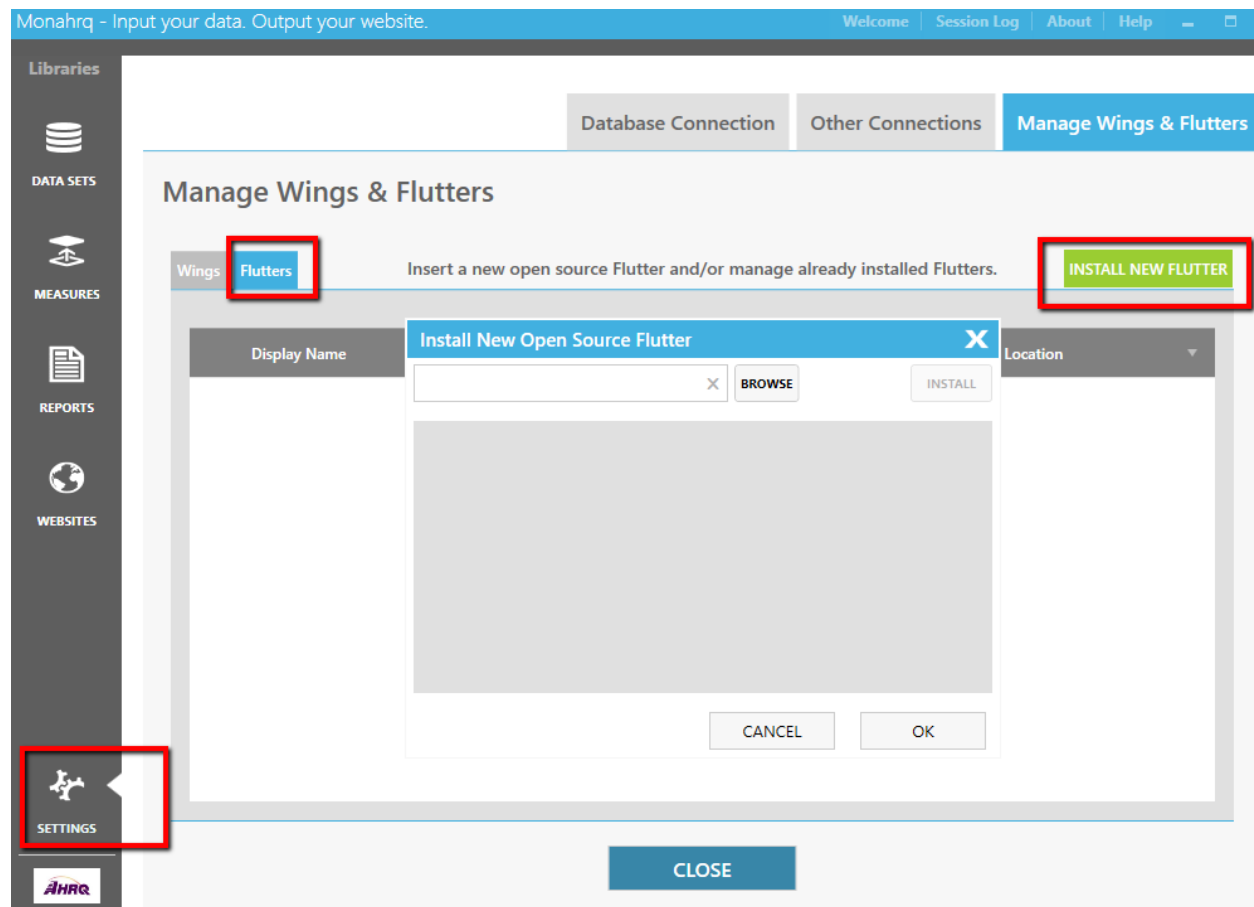 Monahrq - Input your data. Output your website.
Welcome Session Log About Help
Libraries
Database Connection Other Connections Manage Wings & Flutters
DATA SETS
Manage Wings & Flutters
Wings Flutters Insert a new open source Flutter and/or manage already installed Flutters. INSTALL NEW FLUTTER
MEASURES
Install New Open Source Flutter X
Display Name Location
BROWSE INSTALL
REPORTS
WEBSITES
CANCEL OK
SETTINGS
CLOSE
AHRQ